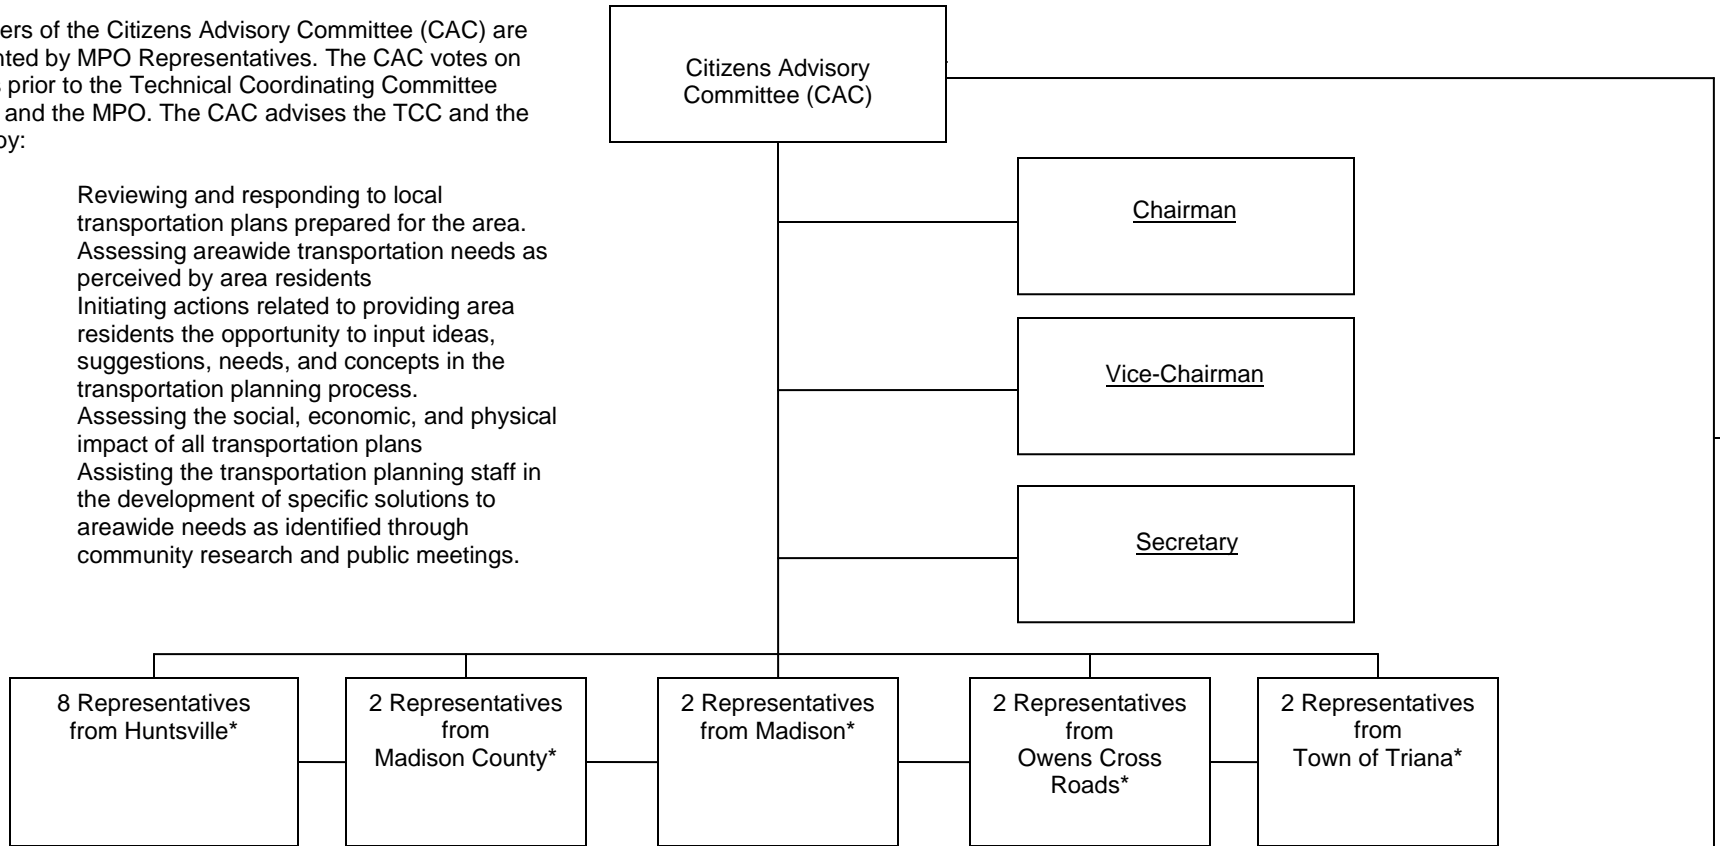 ers of the Citizens Advisory Committee (CAC) are
by MPO Representatives. The CAC votes on
prior to the Technical Coordinating Committee
and the MPO. The CAC advises the TCC and the
by:
Reviewing and responding to local
transportation plans prepared for the area.
Assessing areawide transportation needs as
perceived by area residents
Initiating actions related to providing area
residents the opportunity to input ideas,
suggestions, needs, and concepts in the
transportation planning process.
Assessing the social, economic, and physical
impact of all transportation plans
Assisting the transportation planning staff in
the development of specific solutions to
areawide needs as identified through
community research and public meetings.
Citizens Advisory
Committee (CAC)
Chairman
Vice-Chairman
Secretary
8 Representatives
from Huntsville*
2 Representatives
from
Madison County*
2 Representatives
from Madison*
2 Representatives
from
Owens Cross
Roads*
2 Representatives
from
Town of Triana*